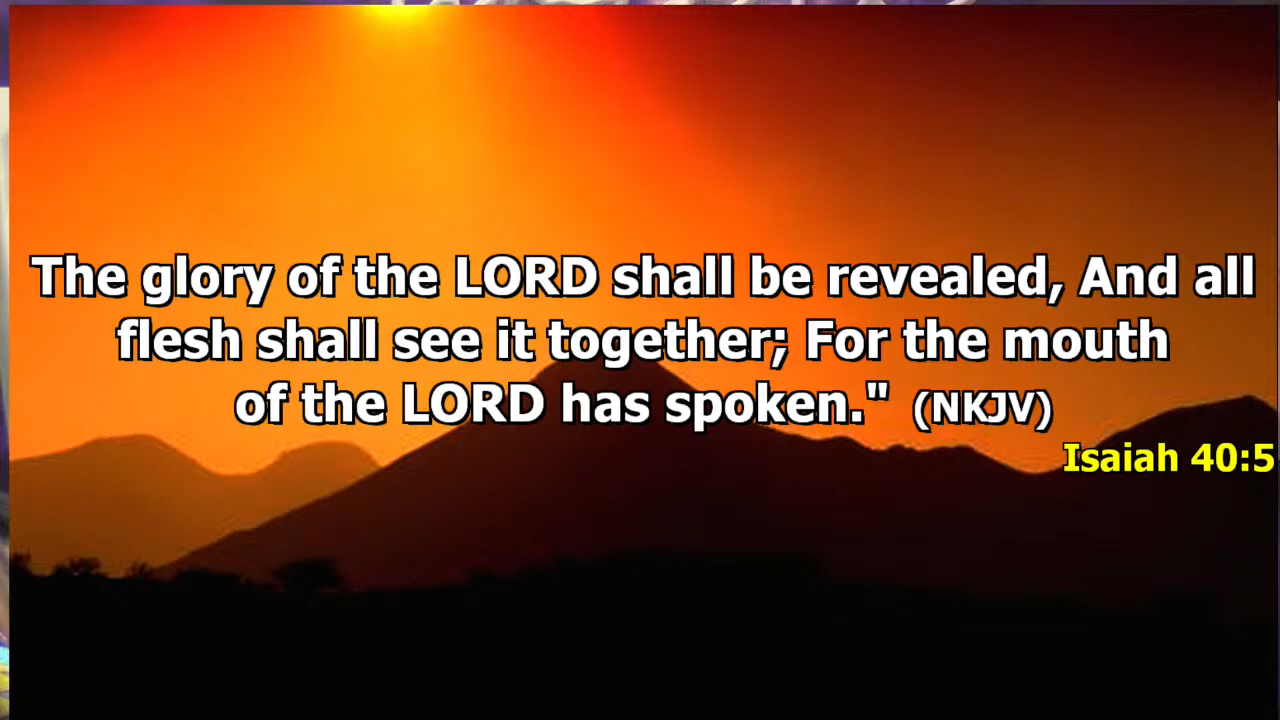 The glory of the LORD shall be revealed, And all
flesh shall see it together; For the mouth
of the LORD has spoken." (NKJV)
Isaiah 40:5